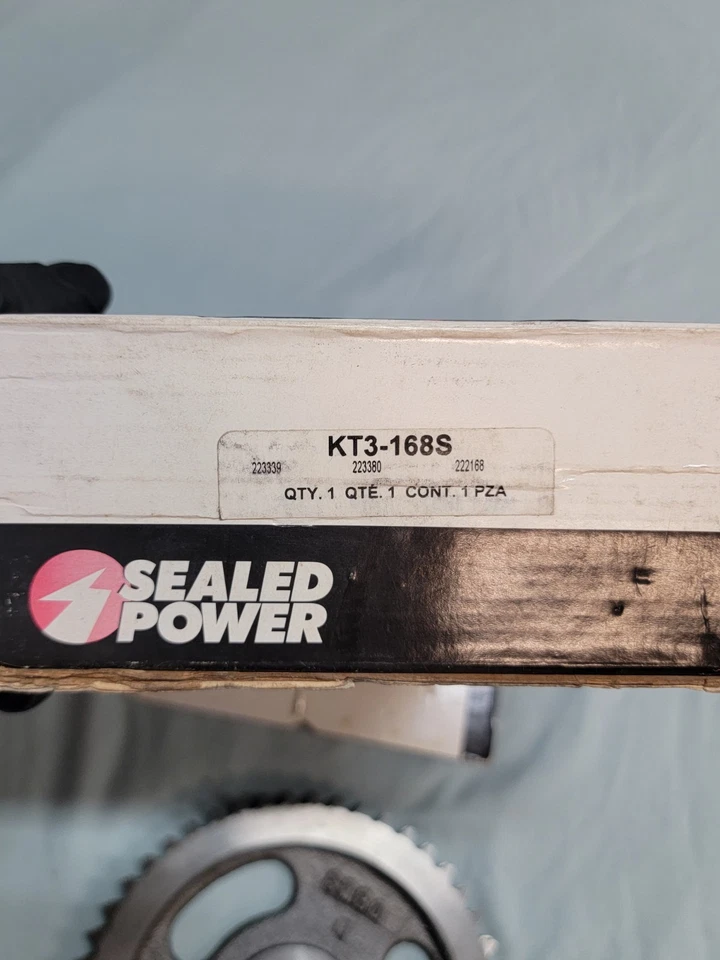 KT3-168S
223339 223380 222168
QTY. 1 QTÉ. 1 CONT. 1 PZA
SEALED
POWER